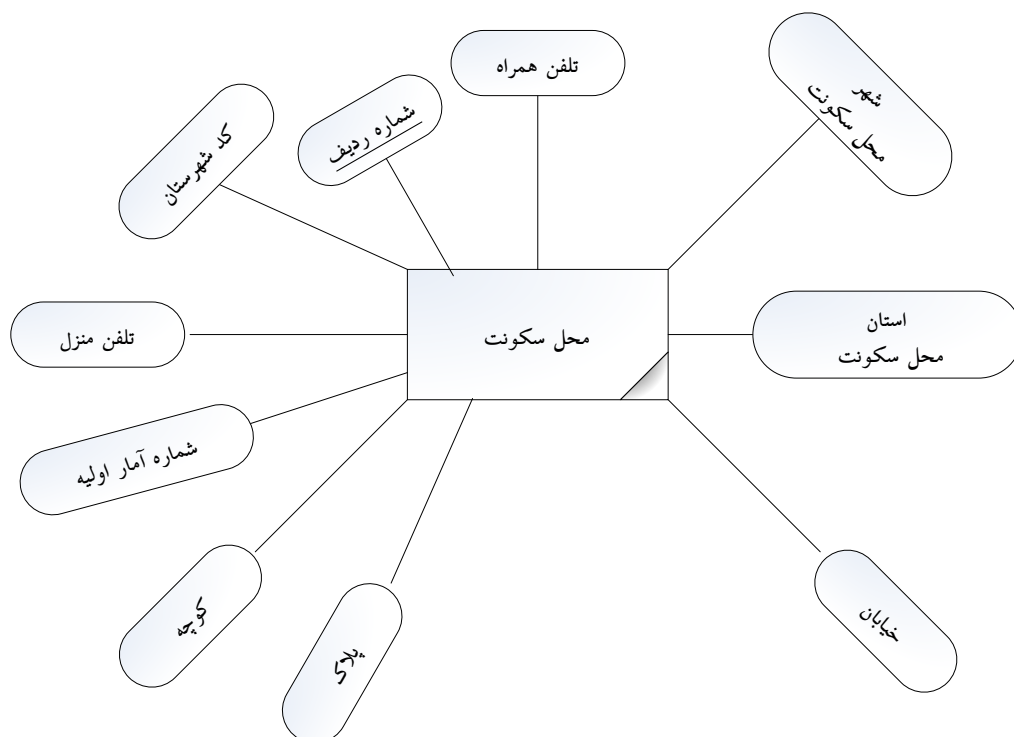 تلفن همراه
شهر
محل سکونت
شماره ردیف
کد شهرستان
محل سکونت
استان
محل سکونت
تلفن منزل
شماره آمار اولیه
کوچه
پلاک
خیابان